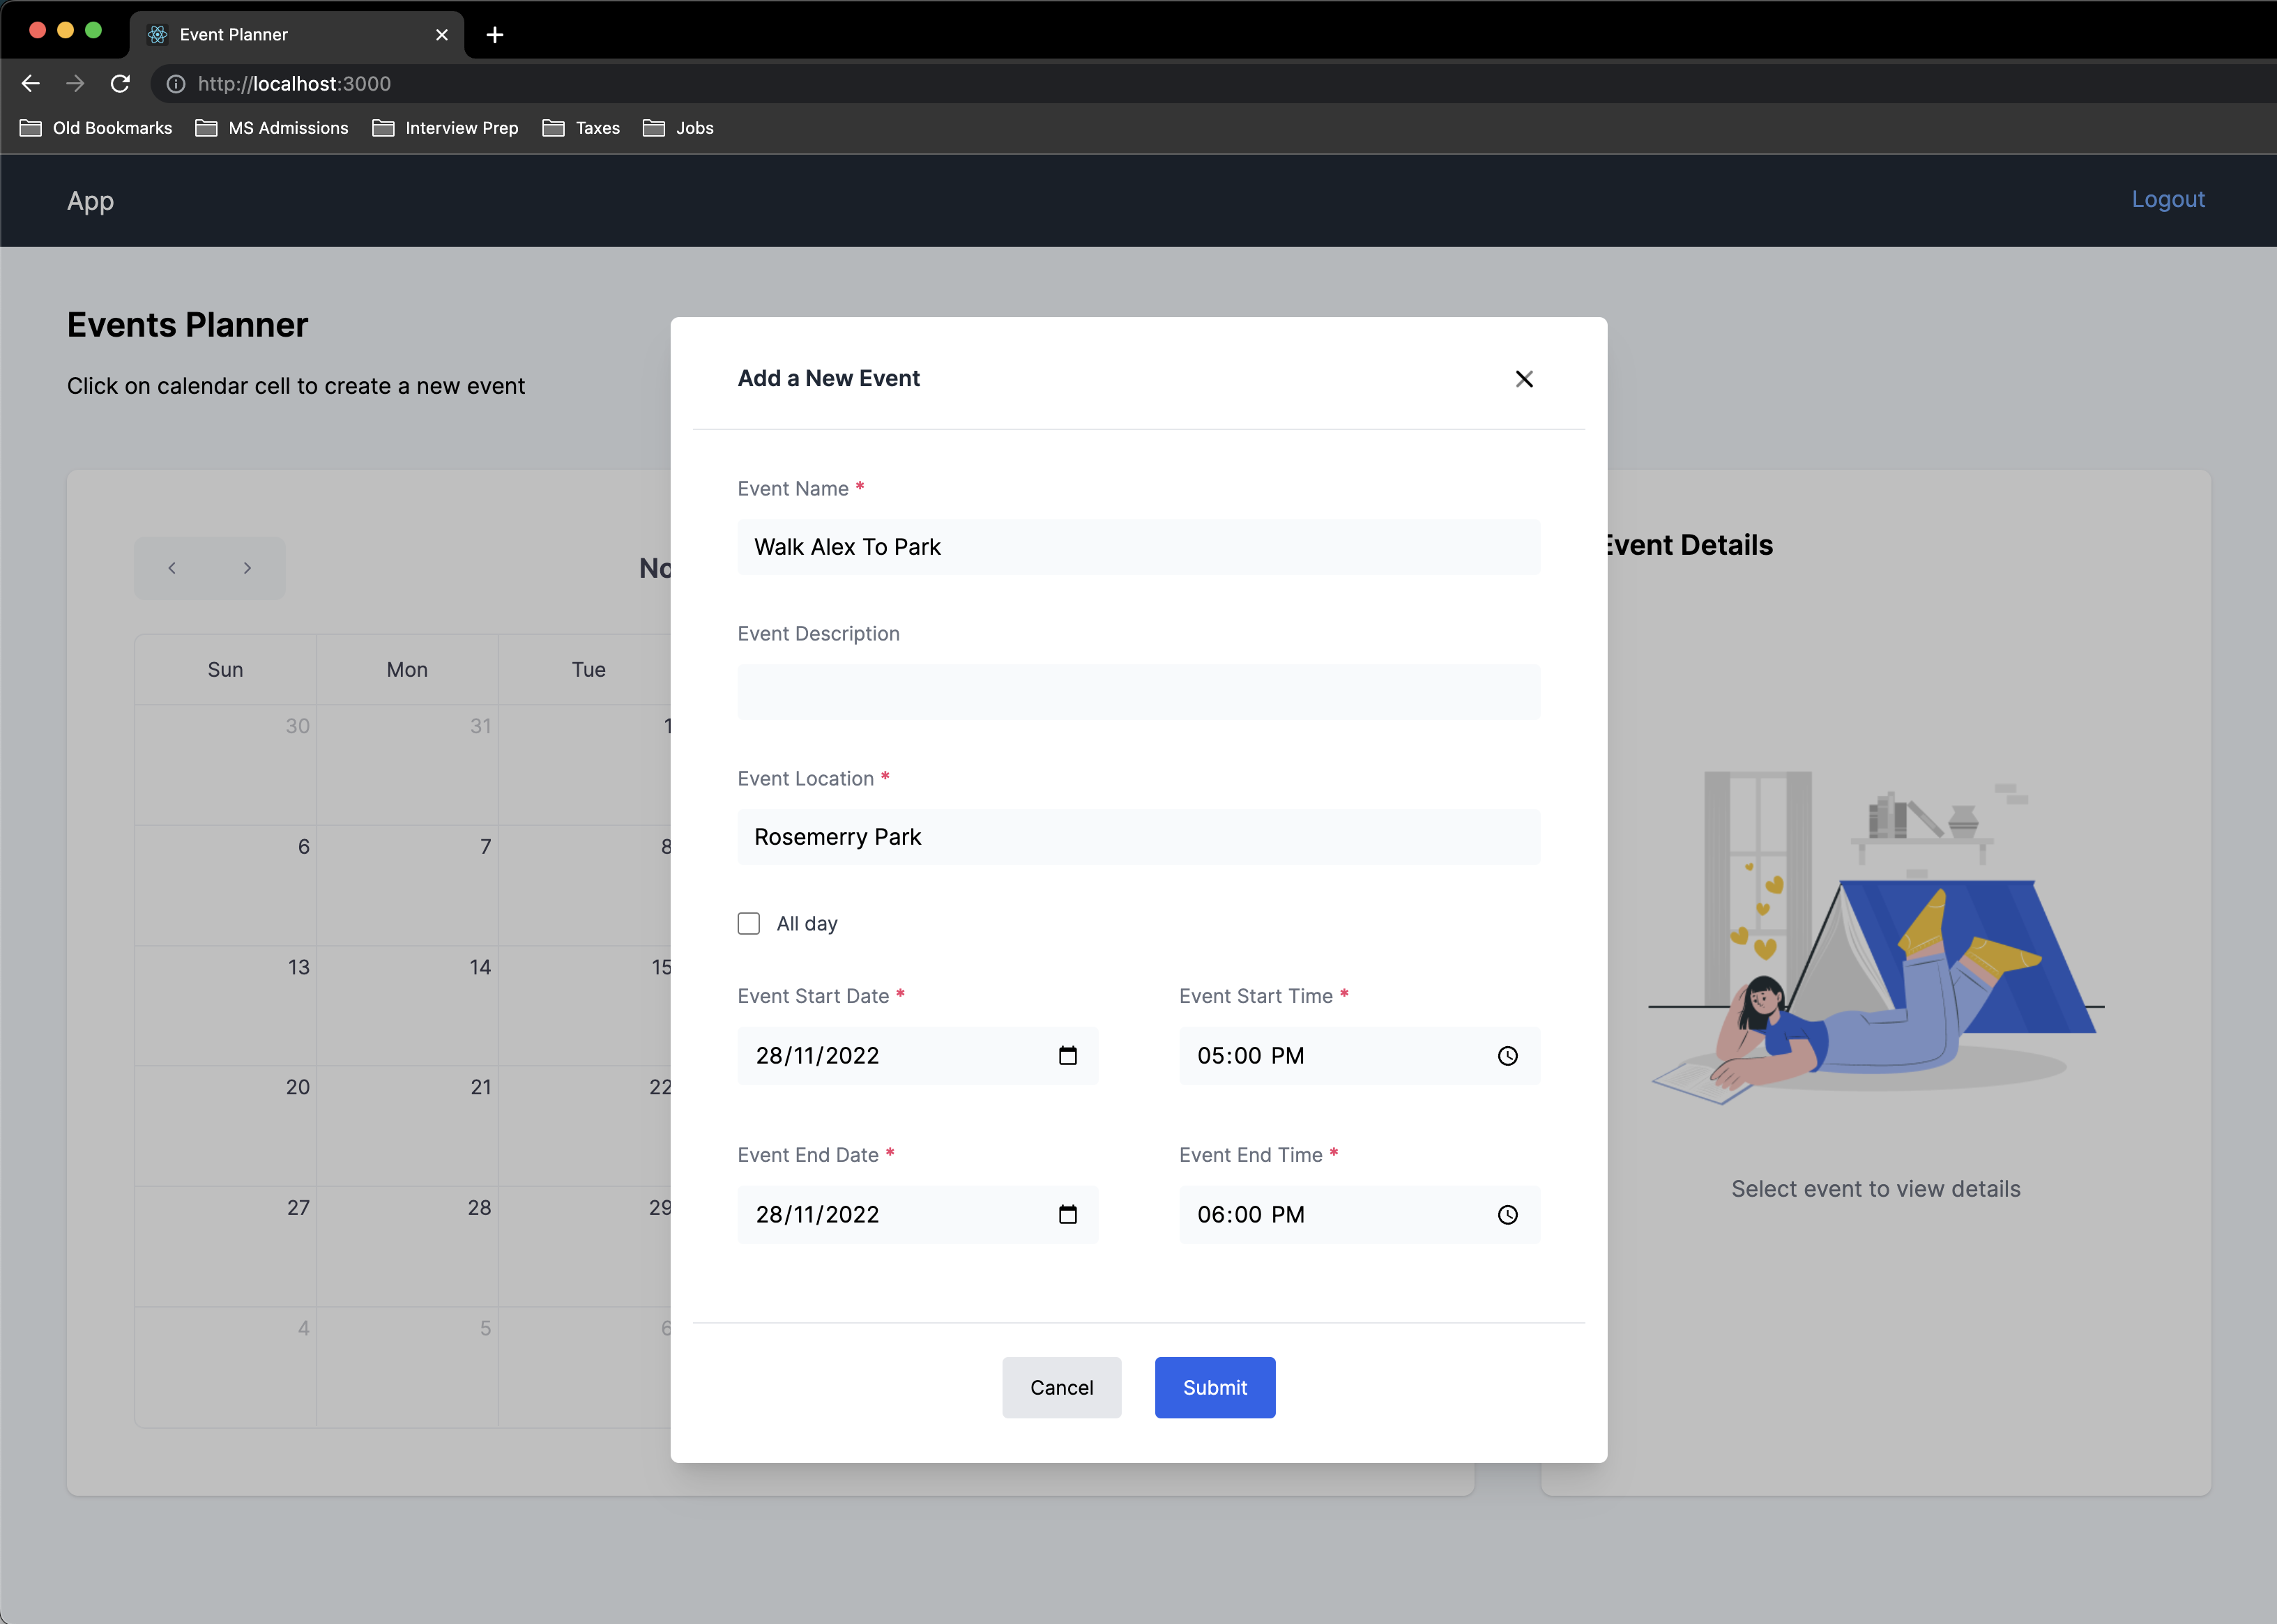 Event Planner
http://localhost:3000
Old Bookmarks MS Admissions Interview Prep Taxes Jobs
App Logout
Events Planner
Click on calendar cell to create a new event
Sun Mon Tue
30 31 1
6 7 8
13 14 15
20 21 22
27 28 29
4 5 6
Add a New Event
Event Name *
Walk Alex To Park
Event Description
Event Location *
Rosemerry Park
All day
Event Start Date * Event Start Time *
28/11/2022 05:00 PM
Event End Date * Event End Time *
28/11/2022 06:00 PM
Cancel Submit
Event Details
Select event to view details